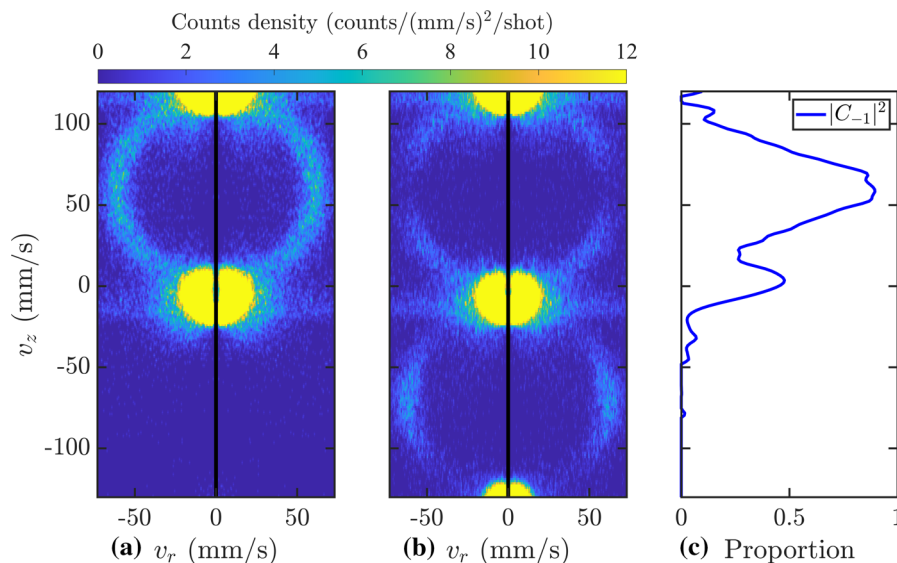 Counts density (counts/(mm/s)²/shot)
0 2 4 6 8 10 12
100
50
0
-50
-100
v_z (mm/s)
-50 0 50
(a) v_r (mm/s)
-50 0 50
(b) v_r (mm/s)
|C₋₁|²
0 0.5 1
(c) Proportion